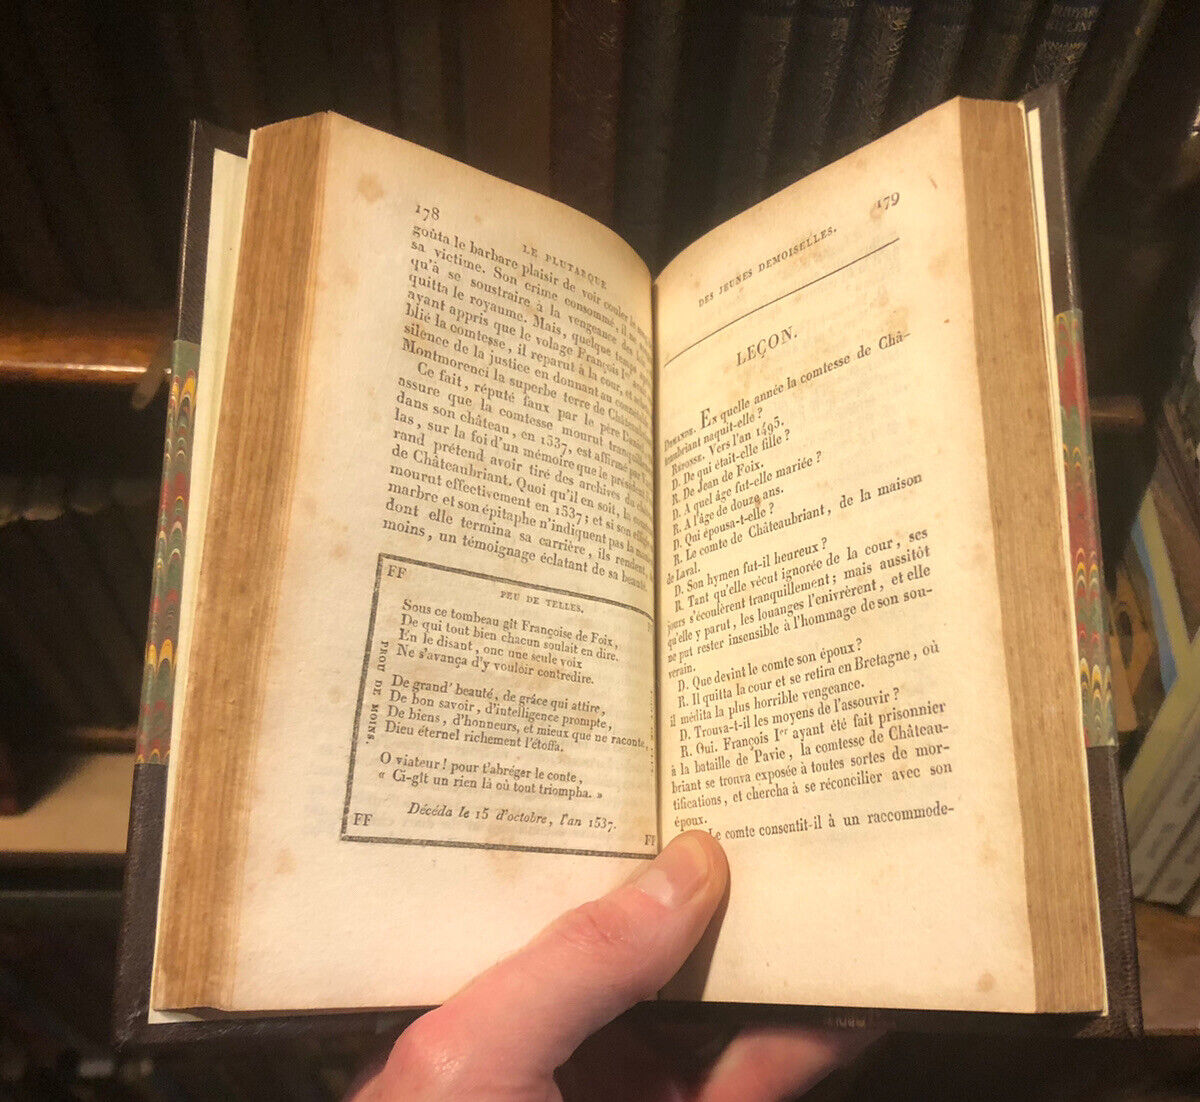 178
LE PLUTARQUE
goûta le barbare plaisir de voir couler le
sa victime. Son crime consommé, il
qu'à se soustraire à la vengeance des
quitta le royaume. Mais, quelque temps
ayant appris que le volage François Ier
blié la comtesse, il reparut à la cour, et
silence de la justice en donnant au
Montmorenci la superbe terre de
Ce fait, réputé faux par le père Daniel
assure que la comtesse mourut
dans son château, en 1537, est affirmé par
las, sur la foi d'un mémoire que le président
rand prétend avoir tiré des archives du
de Châteaubriant. Quoi qu'il en soit, la
mourut effectivement en 1537; et si son
marbre et son épitaphe n'indiquent pas la
dont elle termina sa carrière, ils rendent,
moins, un témoignage éclatant de sa beauté.
FF
PEU DE TELLES.
Sous ce tombeau gît Françoise de Foix,
De qui tout bien chacun soulait en dire.
En le disant, onc une seule voix
Ne s'avança d'y vouloir contredire.
De grand' beauté, de grâce qui attire,
De bon savoir, d'intelligence prompte,
De biens, d'honneurs, et mieux que ne raconte,
Dieu éternel richement l'étoffa.
O viateur! pour t'abréger le conte,
« Ci-gît un rien là où tout triompha. »
Décéda le 15 d'octobre, l'an 1537.
PROU DE MOINS.
FF
FF
179
DES JEUNES DEMOISELLES.
LEÇON.
DEMANDE. EN quelle année la comtesse de Châ-
teaubriant naquit-elle?
RÉPONSE. Vers l'an 1495.
D. De qui était-elle fille?
R. De Jean de Foix.
D. A quel âge fut-elle mariée?
R. A l'âge de douze ans.
D. Qui épousa-t-elle?
R. Le comte de Châteaubriant, de la maison
de Laval.
D. Son hymen fut-il heureux?
R. Tant qu'elle vécut ignorée de la cour, ses
jours s'écoulèrent tranquillement; mais aussitôt
qu'elle y parut, les louanges l'enivrèrent, et elle
ne put rester insensible à l'hommage de son sou-
verain.
D. Que devint le comte son époux?
R. Il quitta la cour et se retira en Bretagne, où
il médita la plus horrible vengeance.
D. Trouva-t-il les moyens de l'assouvir?
R. Oui. François Ier ayant été fait prisonnier
à la bataille de Pavie, la comtesse de Château-
briant se trouva exposée à toutes sortes de mor-
tifications, et chercha à se réconcilier avec son
époux.
Le comte consentit-il à un raccommode-